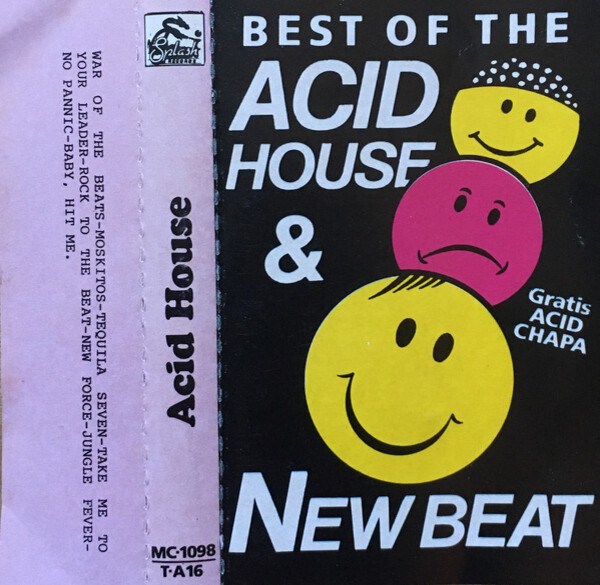 WAR OF THE BEATS-MOSKITOS-TEQUILA SEVEN-TAKE ME TO
YOUR LEADER-ROCK TO THE BEAT-NEW FORCE-JUNGLE FEVER-
NO PANNIC-BABY, HIT ME.
Splash
RECORDS
Acid House
MC-1098
T-A16
BEST OF THE
ACID
HOUSE
&
Gratis
ACID
CHAPA
NEW BEAT